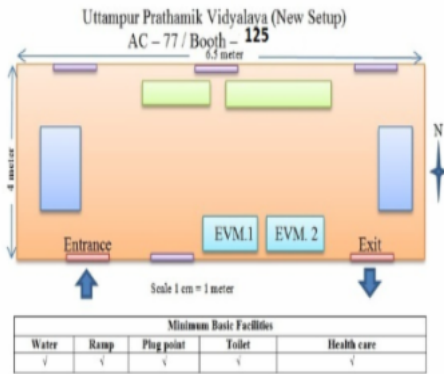 Uttampur Prathamik Vidyalaya (New Setup)
AC – 77 / Booth – 125
6.5 meter
4 meter
N
EVM.1
EVM. 2
Entrance
Exit
Scale 1 cm = 1 meter
Minimum Basic Facilities
Water Ramp Plug point Toilet Health care
√ √ √ √ √